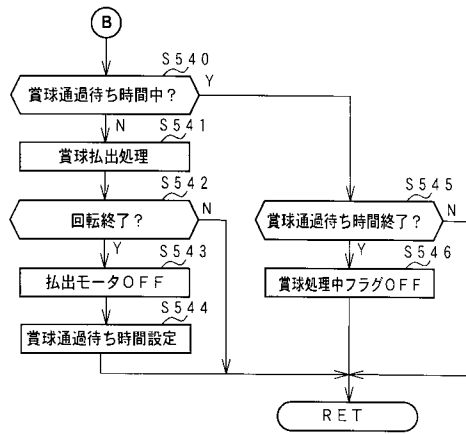 B
S540
賞球通過待ち時間中？
Y
N
S541
賞球払出処理
S542
回転終了？
N
Y
S543
払出モータOFF
S544
賞球通過待ち時間設定
S545
賞球通過待ち時間終了？
N
Y
S546
賞球処理中フラグOFF
RET